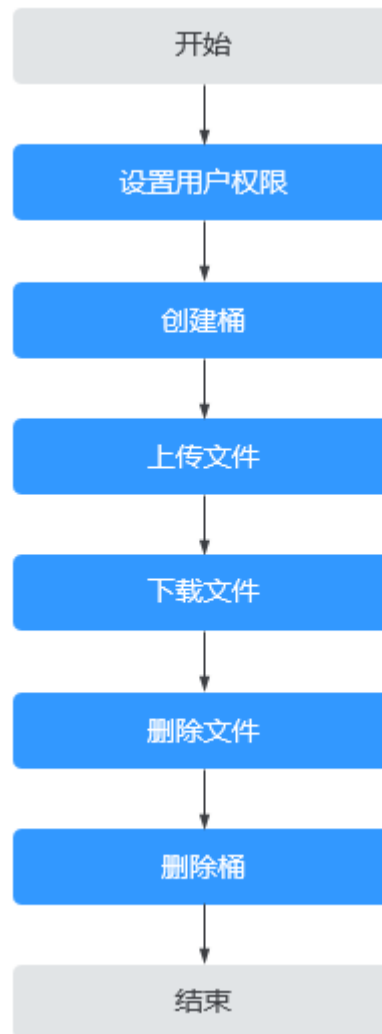 开始
设置用户权限
创建桶
上传文件
下载文件
删除文件
删除桶
结束